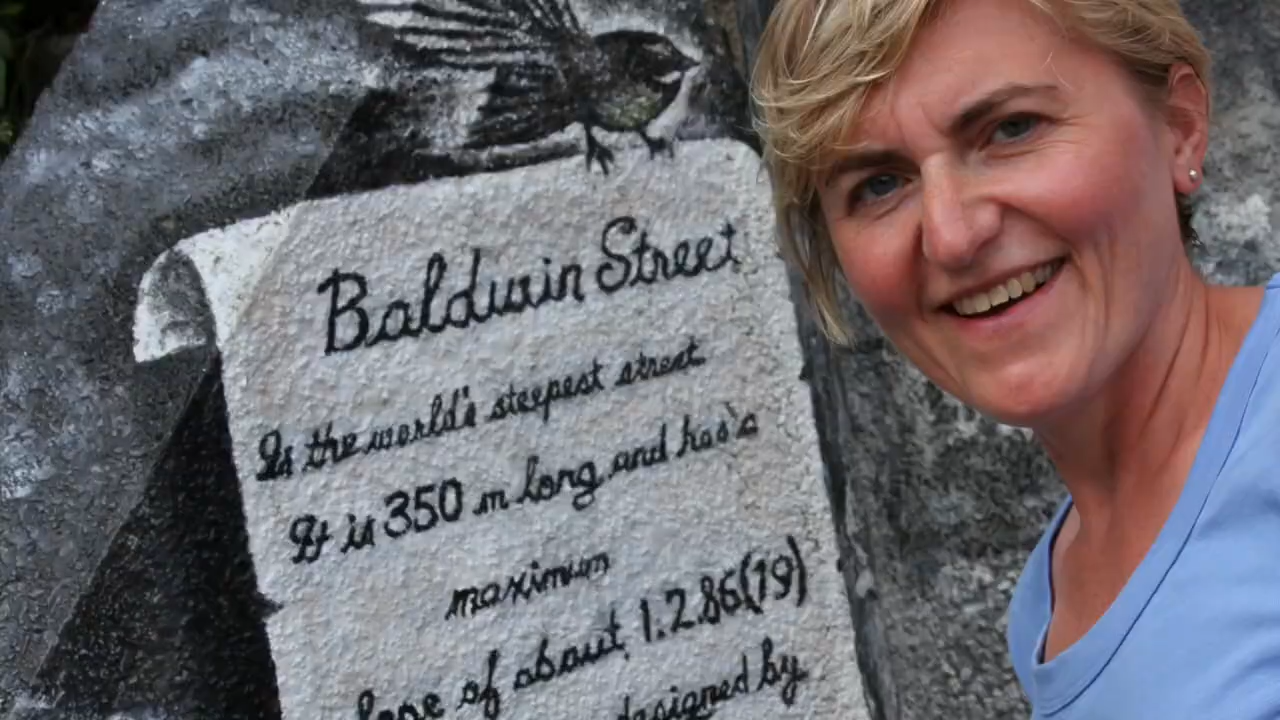 Baldwin Street
Is the world's steepest street
It is 350 m long and has a
maximum
slope of about 1:2.86(19)
designed by